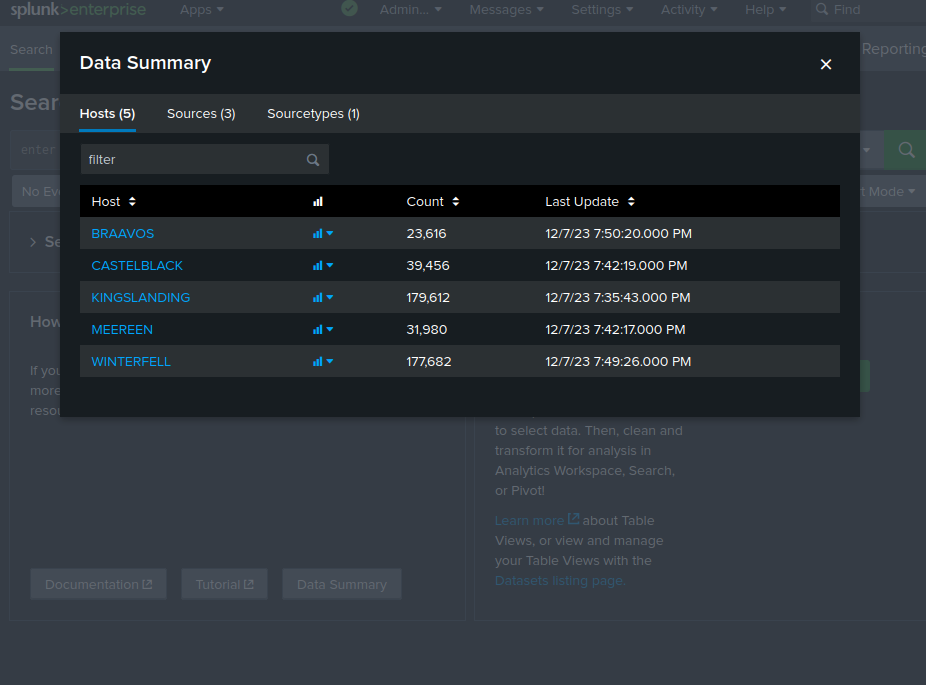 splunk>enterprise Apps Admin... Messages Settings Activity Help Find
Search Reporting
Data Summary
Sear
Hosts (5) Sources (3) Sourcetypes (1)
enter
filter
No Eve t Mode
Host Count Last Update
BRAAVOS 23,616 12/7/23 7:50:20.000 PM
> Se
CASTELBLACK 39,456 12/7/23 7:42:19.000 PM
KINGSLANDING 179,612 12/7/23 7:35:43.000 PM
How
MEEREEN 31,980 12/7/23 7:42:17.000 PM
WINTERFELL 177,682 12/7/23 7:49:26.000 PM
If you
more
resou
to select data. Then, clean and
transform it for analysis in
Analytics Workspace, Search,
or Pivot!
Learn more about Table
Views, or view and manage
your Table Views with the
Datasets listing page.
Documentation Tutorial Data Summary